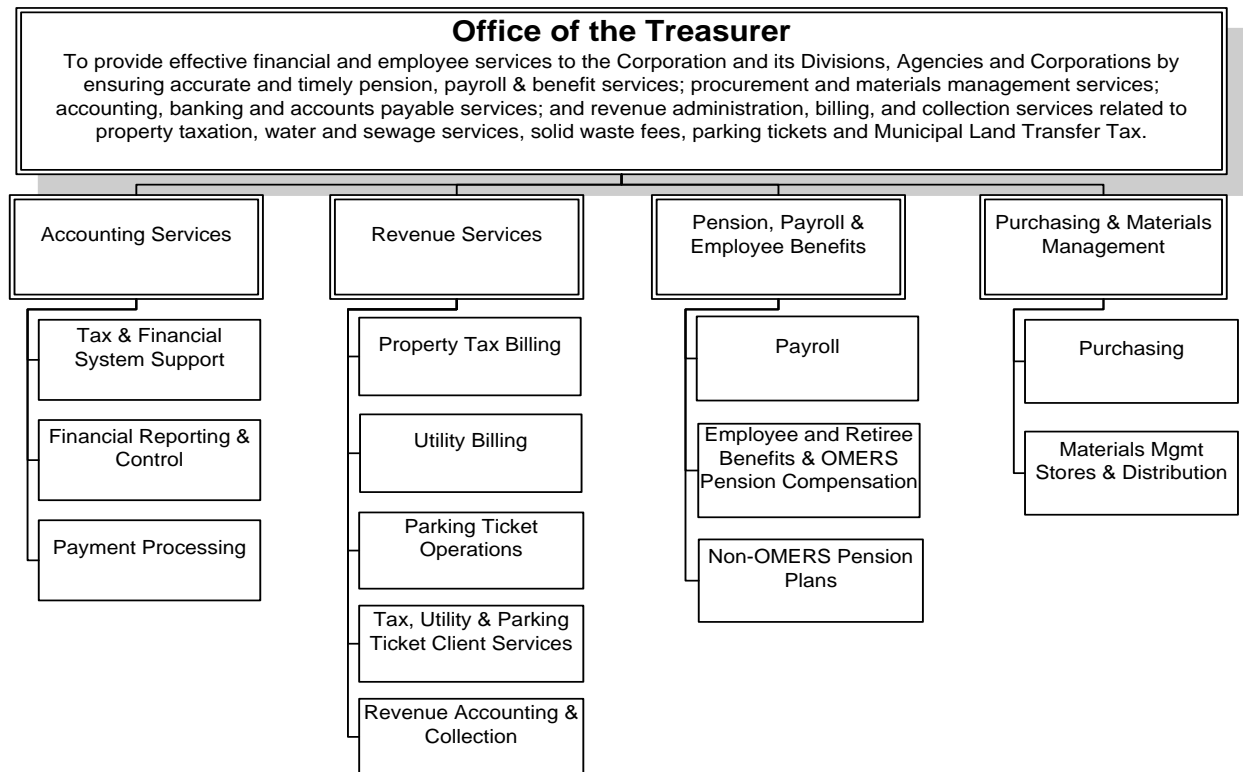 Office of the Treasurer
To provide effective financial and employee services to the Corporation and its Divisions, Agencies and Corporations by
ensuring accurate and timely pension, payroll & benefit services; procurement and materials management services;
accounting, banking and accounts payable services; and revenue administration, billing, and collection services related to
property taxation, water and sewage services, solid waste fees, parking tickets and Municipal Land Transfer Tax.
Accounting Services
Tax & Financial
System Support
Financial Reporting &
Control
Payment Processing
Revenue Services
Property Tax Billing
Utility Billing
Parking Ticket
Operations
Tax, Utility & Parking
Ticket Client Services
Revenue Accounting &
Collection
Pension, Payroll &
Employee Benefits
Payroll
Employee and Retiree
Benefits & OMERS
Pension Compensation
Non-OMERS Pension
Plans
Purchasing & Materials
Management
Purchasing
Materials Mgmt
Stores & Distribution